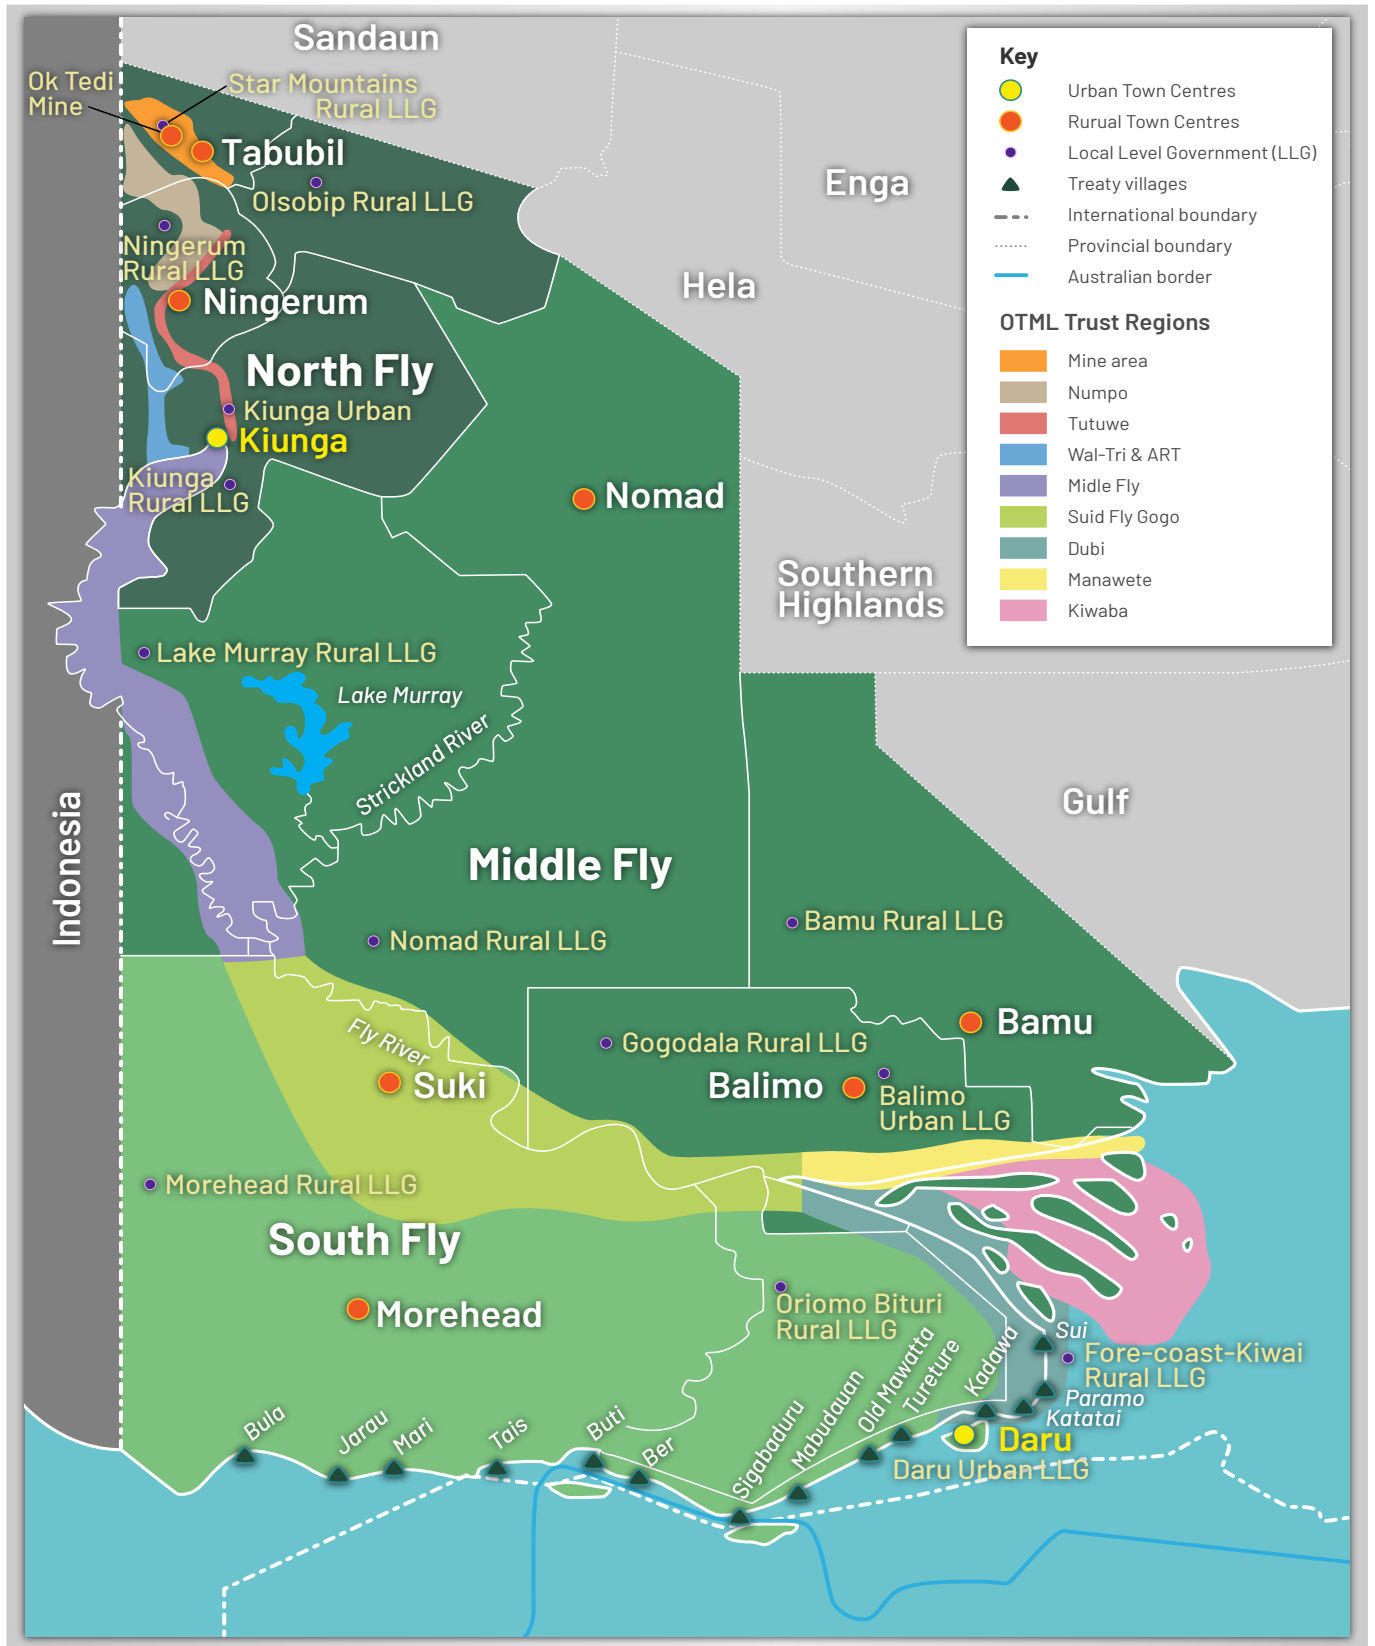 Sandaun
Ok Tedi
Mine
Star Mountains
Rural LLG
Tabubil
Olsobip Rural LLG
Enga
Hela
Ningerum
Rural LLG
Ningerum
North Fly
Kiunga Urban
Kiunga
Kiunga
Rural LLG
Nomad
Southern
Highlands
Lake Murray Rural LLG
Lake Murray
Strickland River
Gulf
Indonesia
Middle Fly
Nomad Rural LLG
Bamu Rural LLG
Bamu
Fly River
Suki
Gogodala Rural LLG
Balimo
Balimo
Urban LLG
Morehead Rural LLG
South Fly
Morehead
Oriomo Bituri
Rural LLG
Sui
Fore-coast-Kiwai
Rural LLG
Paramo
Katatai
Kadawa
Tureture
Old Mawatta
Mabudauan
Sigabaduru
Ber
Buti
Tais
Mari
Jarau
Bula
Daru
Daru Urban LLG
Key
Urban Town Centres
Rurual Town Centres
Local Level Government (LLG)
Treaty villages
International boundary
Provincial boundary
Australian border
OTML Trust Regions
Mine area
Numpo
Tutuwe
Wal-Tri & ART
Midle Fly
Suid Fly Gogo
Dubi
Manawete
Kiwaba